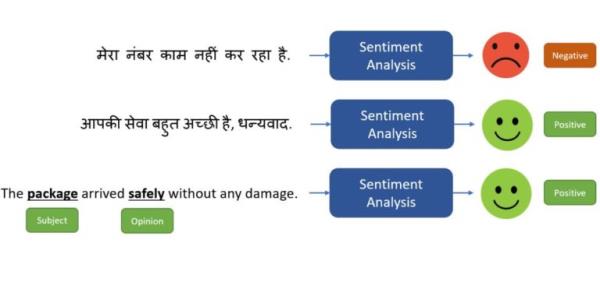 मेरा नंबर काम नहीं कर रहा है.
Sentiment
Analysis
Negative
आपकी सेवा बहुत अच्छी है, धन्यवाद.
Sentiment
Analysis
Positive
The package arrived safely without any damage.
Sentiment
Analysis
Positive
Subject
Opinion